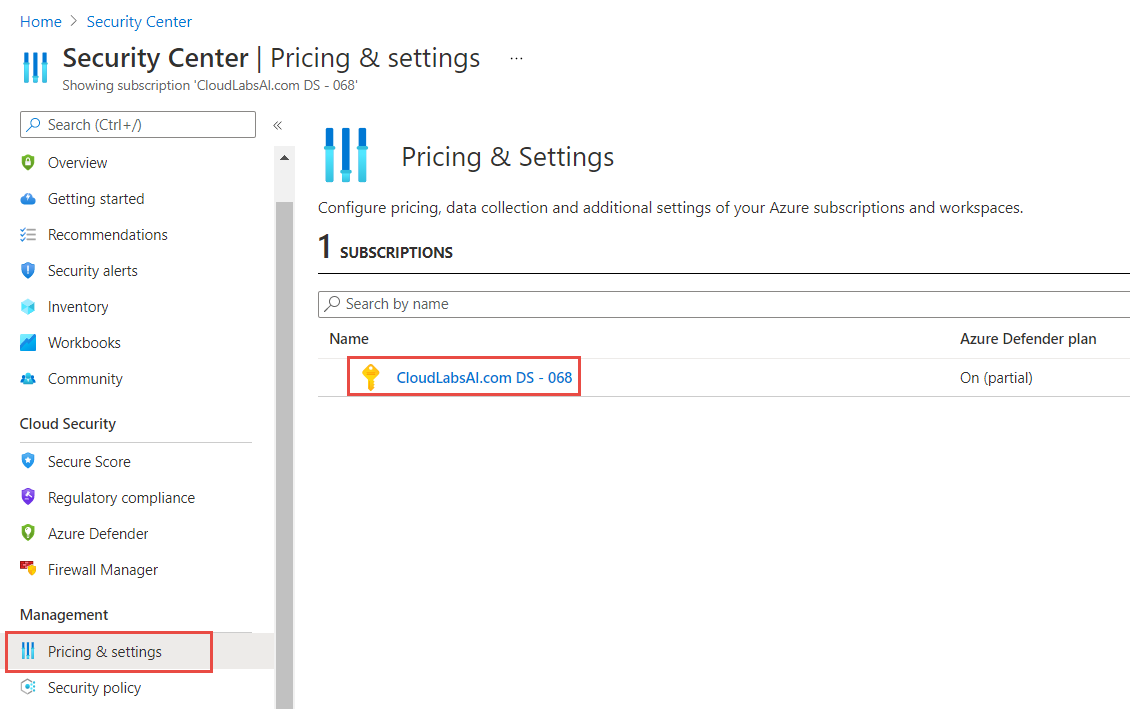 Home > Security Center
Security Center | Pricing & settings ...
Showing subscription 'CloudLabsAI.com DS - 068'
Search (Ctrl+/)
«
Overview
Getting started
Recommendations
Security alerts
Inventory
Workbooks
Community
Cloud Security
Secure Score
Regulatory compliance
Azure Defender
Firewall Manager
Management
Pricing & settings
Security policy
Pricing & Settings
Configure pricing, data collection and additional settings of your Azure subscriptions and workspaces.
1 SUBSCRIPTIONS
Search by name
Name Azure Defender plan
CloudLabsAI.com DS - 068 On (partial)